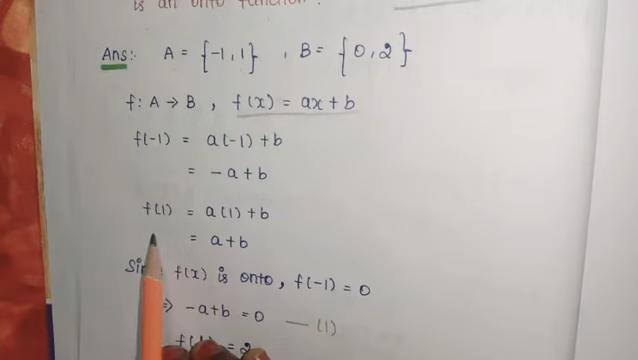 is an onto function.
Ans:- A = {-1, 1} , B = {0, 2}
f: A → B , f(x) = ax + b
f(-1) = a(-1) + b
= -a + b
f(1) = a(1) + b
= a + b
f(x) is onto, f(-1) = 0
⇒ -a + b = 0 — (1)
= 2